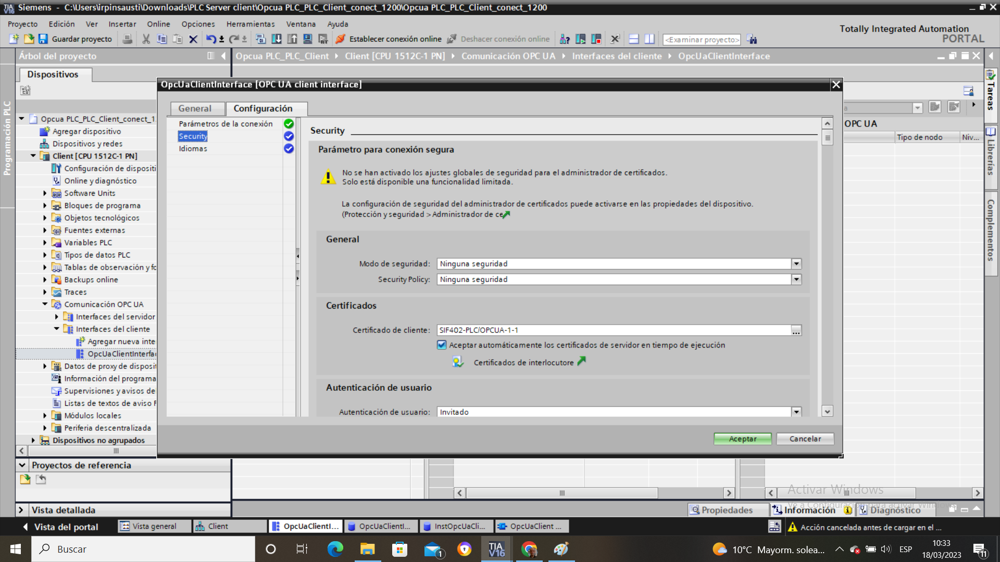 Siemens - C:\Users\irpinsausti\Downloads\PLC Server client\Opcua PLC_PLC_Client_conect_1200\Opcua PLC_PLC_Client_conect_1200
Proyecto Edición Ver Insertar Online Opciones Herramientas Ventana Ayuda
Totally Integrated Automation
PORTAL
Guardar proyecto
Establecer conexión online
Deshacer conexión online
<Examinar proyecto>
Árbol del proyecto
Opcua PLC_PLC_Client
Client [CPU 1512C-1 PN]
Comunicación OPC UA
Interfaces del cliente
OpcUaClientInterface
Dispositivos
Programación PLC
Opcua PLC_PLC_Client_conect_1
Agregar dispositivo
Dispositivos y redes
Client [CPU 1512C-1 PN]
Configuración de dispositi
Online y diagnóstico
Software Units
Bloques de programa
Objetos tecnológicos
Fuentes externas
Variables PLC
Tipos de datos PLC
Tablas de observación y fo
Backups online
Traces
Comunicación OPC UA
Interfaces del servidor
Interfaces del cliente
Agregar nueva inte
OpcUaClientInterfa
Datos de proxy de disposit
Información del programa
Supervisiones y avisos de
Listas de textos de aviso
Módulos locales
Periferia descentralizada
Dispositivos no agrupados
Proyectos de referencia
Vista detallada
OpcUaClientInterface [OPC UA client interface]
General
Configuración
Parámetros de la conexión
Security
Idiomas
Security
Parámetro para conexión segura
No se han activado los ajustes globales de seguridad para el administrador de certificados.
Solo está disponible una funcionalidad limitada.
La configuración de seguridad del administrador de certificados puede activarse en las propiedades del dispositivo.
(Protección y seguridad > Administrador de ce
General
Modo de seguridad: Ninguna seguridad
Security Policy: Ninguna seguridad
Certificados
Certificado de cliente: SIF402-PLC/OPCUA-1-1
...
Aceptar automáticamente los certificados de servidor en tiempo de ejecución
Certificados de interlocutore
Autenticación de usuario
Autenticación de usuario: Invitado
Aceptar
Cancelar
OPC UA
Tipo de nodo
Niv...
Tareas
Librerías
Complementos
Activar Windows
Ve a Configuración para activar Windows
Propiedades
Información
Diagnóstico
Vista del portal
Vista general
Client
OpcUaClientI...
OpcUaClientI...
InstOpcUaCli...
OpcUaClient ...
Acción cancelada antes de cargar en el ...
Buscar
TIA
V16
1
10°C Mayorm. solea...
ESP
10:33
18/03/2023
11